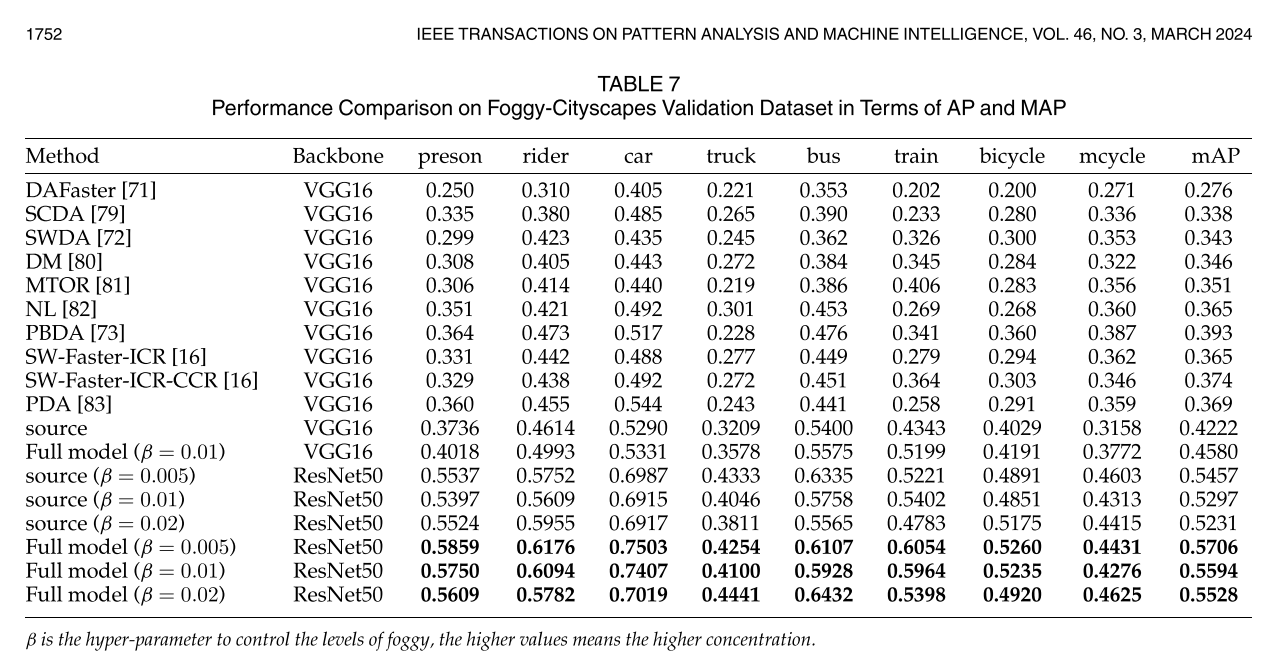 1752 IEEE TRANSACTIONS ON PATTERN ANALYSIS AND MACHINE INTELLIGENCE, VOL. 46, NO. 3, MARCH 2024
TABLE 7
Performance Comparison on Foggy-Cityscapes Validation Dataset in Terms of AP and MAP
Method Backbone preson rider car truck bus train bicycle mcycle mAP
DAFaster [71] VGG16 0.250 0.310 0.405 0.221 0.353 0.202 0.200 0.271 0.276
SCDA [79] VGG16 0.335 0.380 0.485 0.265 0.390 0.233 0.280 0.336 0.338
SWDA [72] VGG16 0.299 0.423 0.435 0.245 0.362 0.326 0.300 0.353 0.343
DM [80] VGG16 0.308 0.405 0.443 0.272 0.384 0.345 0.284 0.322 0.346
MTOR [81] VGG16 0.306 0.414 0.440 0.219 0.386 0.406 0.283 0.356 0.351
NL [82] VGG16 0.351 0.421 0.492 0.301 0.453 0.269 0.268 0.360 0.365
PBDA [73] VGG16 0.364 0.473 0.517 0.228 0.476 0.341 0.360 0.387 0.393
SW-Faster-ICR [16] VGG16 0.331 0.442 0.488 0.277 0.449 0.279 0.294 0.362 0.365
SW-Faster-ICR-CCR [16] VGG16 0.329 0.438 0.492 0.272 0.451 0.364 0.303 0.346 0.374
PDA [83] VGG16 0.360 0.455 0.544 0.243 0.441 0.258 0.291 0.359 0.369
source VGG16 0.3736 0.4614 0.5290 0.3209 0.5400 0.4343 0.4029 0.3158 0.4222
Full model (β = 0.01) VGG16 0.4018 0.4993 0.5331 0.3578 0.5575 0.5199 0.4191 0.3772 0.4580
source (β = 0.005) ResNet50 0.5537 0.5752 0.6987 0.4333 0.6335 0.5221 0.4891 0.4603 0.5457
source (β = 0.01) ResNet50 0.5397 0.5609 0.6915 0.4046 0.5758 0.5402 0.4851 0.4313 0.5297
source (β = 0.02) ResNet50 0.5524 0.5955 0.6917 0.3811 0.5565 0.4783 0.5175 0.4415 0.5231
Full model (β = 0.005) ResNet50 0.5859 0.6176 0.7503 0.4254 0.6107 0.6054 0.5260 0.4431 0.5706
Full model (β = 0.01) ResNet50 0.5750 0.6094 0.7407 0.4100 0.5928 0.5964 0.5235 0.4276 0.5594
Full model (β = 0.02) ResNet50 0.5609 0.5782 0.7019 0.4441 0.6432 0.5398 0.4920 0.4625 0.5528
β is the hyper-parameter to control the levels of foggy, the higher values means the higher concentration.